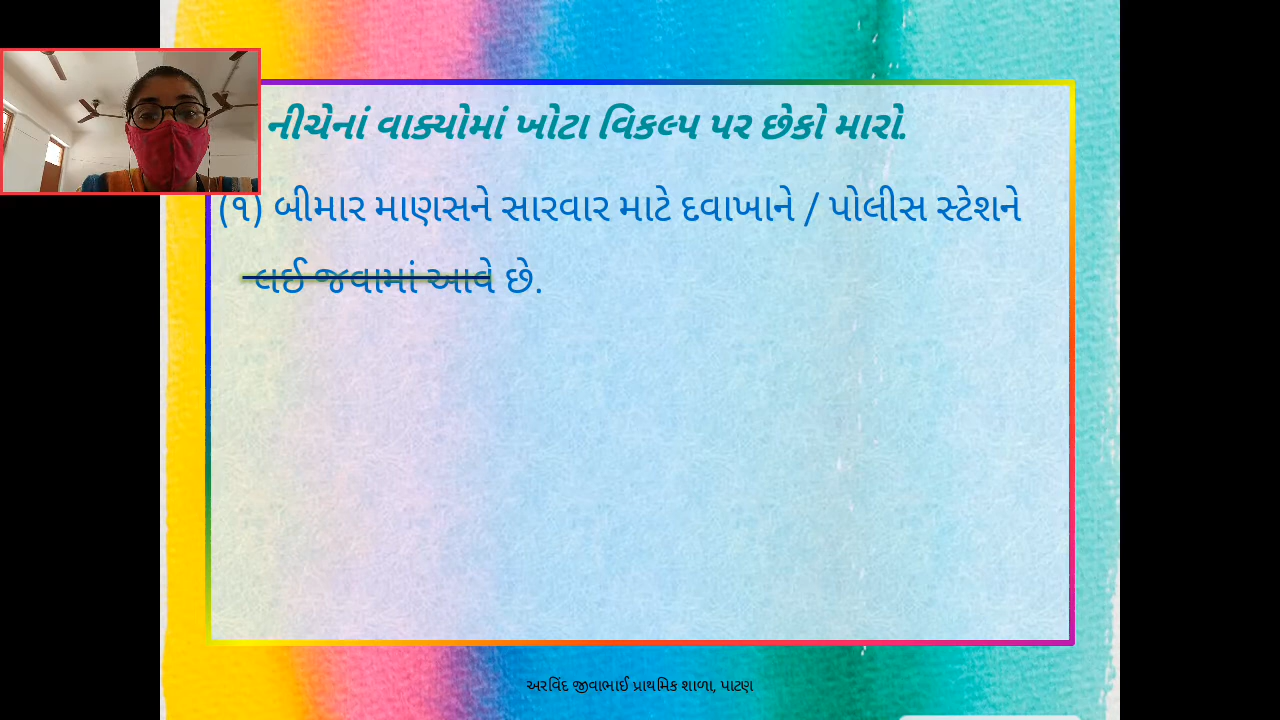 નીચેનાં વાક્યોમાં ખોટા વિકલ્પ પર છેકો મારો.
(૧) બીમાર માણસને સારવાર માટે દવાખાને / પોલીસ સ્ટેશને
લઈ જવામાં આવે છે.
અરવિંદ જીવાભાઈ પ્રાથમિક શાળા, પાટણ